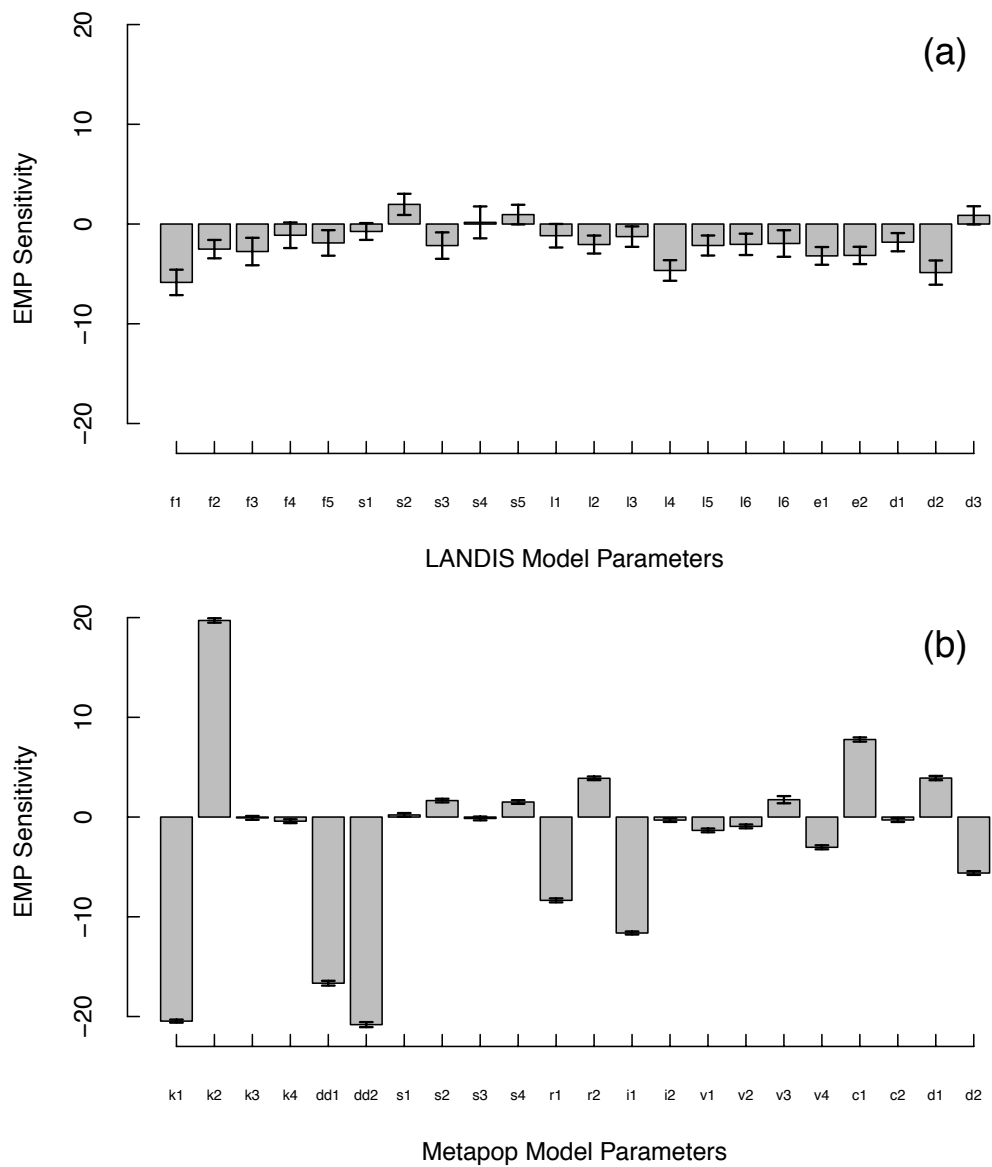 (a)
20
10
0
−10
−20
EMP Sensitivity
f1 f2 f3 f4 f5 s1 s2 s3 s4 s5 l1 l2 l3 l4 l5 l6 l6 e1 e2 d1 d2 d3
LANDIS Model Parameters
(b)
20
10
0
−10
−20
EMP Sensitivity
k1 k2 k3 k4 dd1 dd2 s1 s2 s3 s4 r1 r2 i1 i2 v1 v2 v3 v4 c1 c2 d1 d2
Metapop Model Parameters